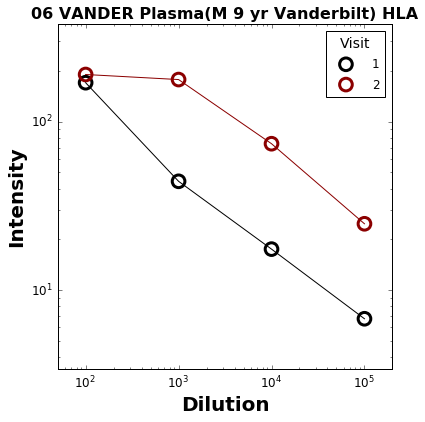 06 VANDER Plasma(M 9 yr Vanderbilt) HLA
Visit
1
2
Intensity
10²
10¹
10² 10³ 10⁴ 10⁵
Dilution